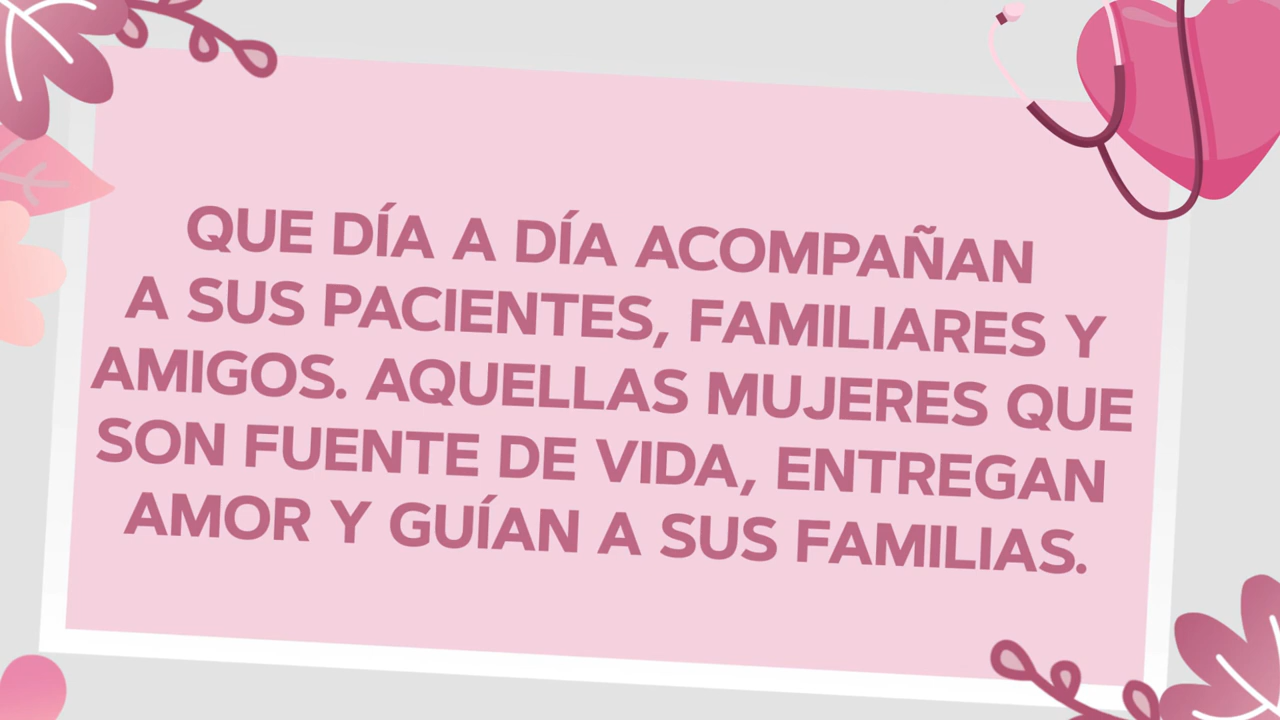 QUE DÍA A DÍA ACOMPAÑAN
A SUS PACIENTES, FAMILIARES Y
AMIGOS. AQUELLAS MUJERES QUE
SON FUENTE DE VIDA, ENTREGAN
AMOR Y GUÍAN A SUS FAMILIAS.